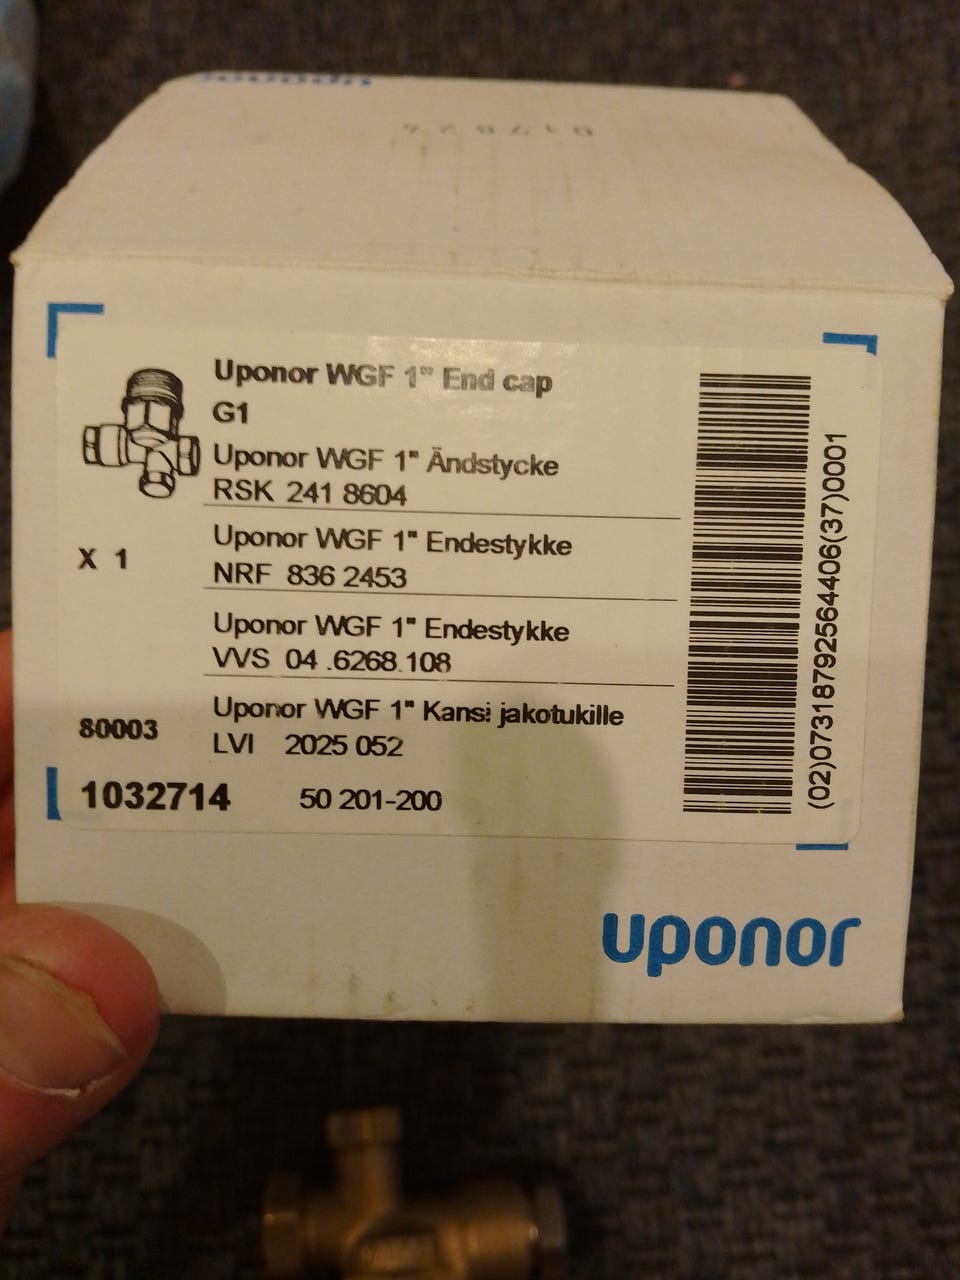 Uponor WGF 1" End cap
G1
Uponor WGF 1" Ändstycke
RSK 241 8604
Uponor WGF 1" Endestykke
NRF 836 2453
Uponor WGF 1" Endestykke
VVS 04 .6268.108
Uponor WGF 1" Kansi jakotukille
LVI 2025 052
X 1
80003
1032714 50 201-200
(02)07318792564406(37)0001
uponor